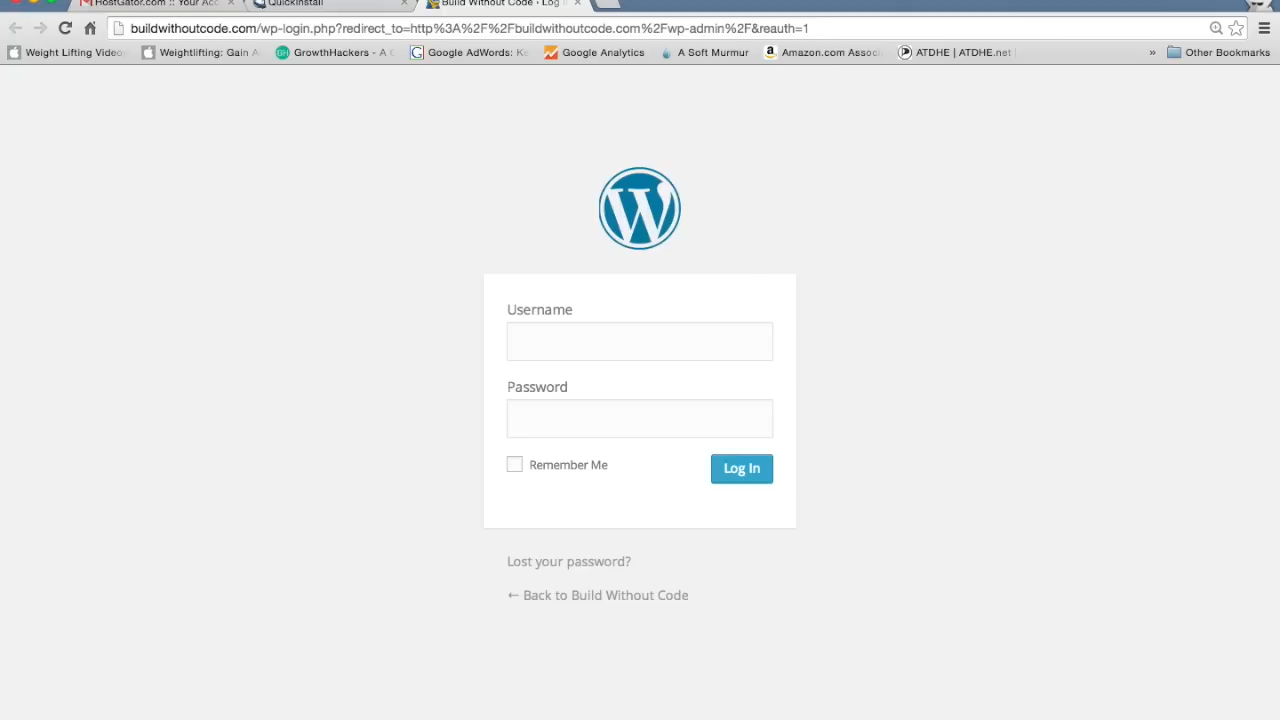 HostGator.com :: Your Acc
QuickInstall
Build Without Code › Log I
buildwithoutcode.com/wp-login.php?redirect_to=http%3A%2F%2Fbuildwithoutcode.com%2Fwp-admin%2F&reauth=1
Weight Lifting Videos
Weightlifting: Gain A
GrowthHackers - A C
Google AdWords: Ke
Google Analytics
A Soft Murmur
Amazon.com Assoc
ATDHE | ATDHE.net
»
Other Bookmarks
Username
Password
Remember Me
Log In
Lost your password?
← Back to Build Without Code